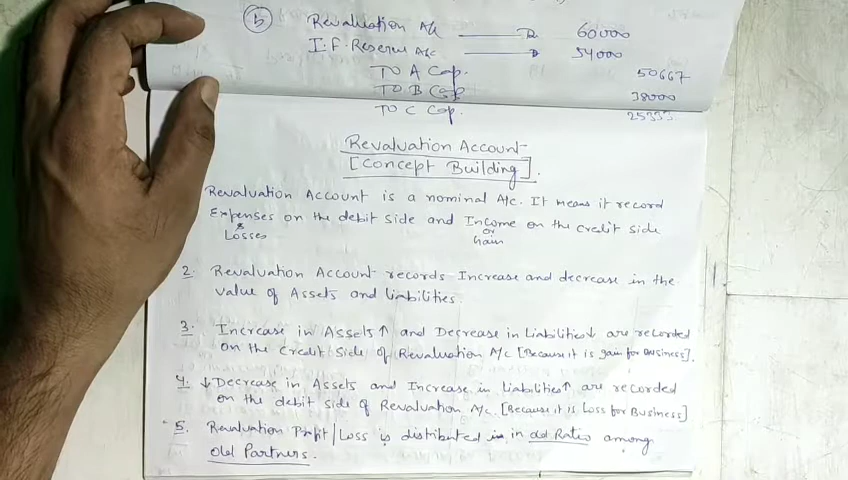 b Revaluation A/c Dr 60000
I.F. Reserve A/c Dr 54000
TO A Cap. 50667
TO B Cap 38000
TO C Cap. 25333
Revaluation Account
[Concept Building].
Revaluation Account is a nominal A/c. It means it record
Expenses on the debit side and Income on the credit side
& Losses or Gain
2. Revaluation Account records Increase and decrease in the
value of Assets and liabilities.
3. Increase in Assets ↑ and Decrease in Liabilities ↓ are recorded
on the credit side of Revaluation A/c [Because it is gain for Business].
4. ↓ Decrease in Assets and Increase in liabilities ↑ are recorded
on the debit side of Revaluation A/c. [Because it is Loss for Business]
5. Revaluation Profit/Loss is distributed in old Ratio among
old Partners.